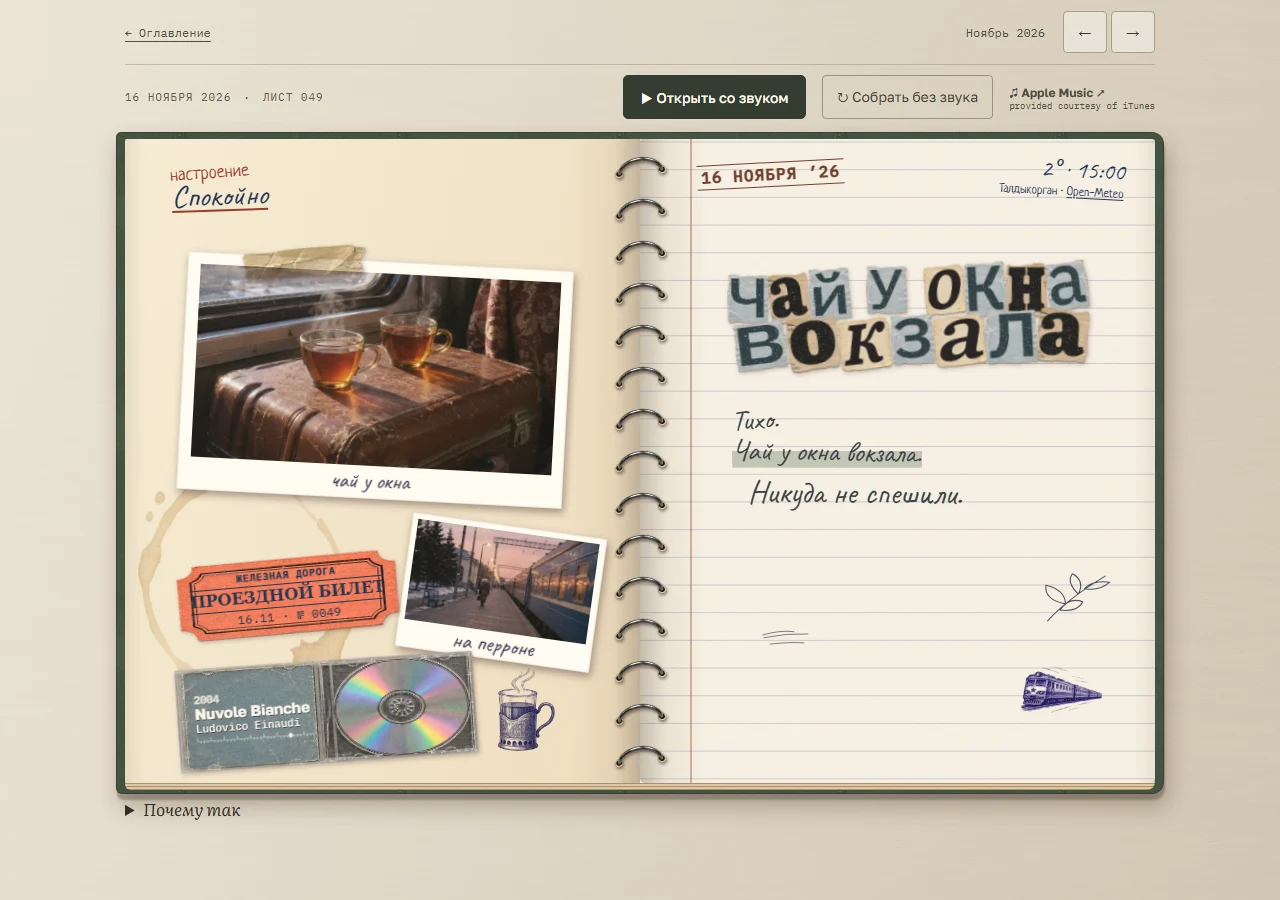 ← Оглавление
Ноябрь 2026
← →
16 НОЯБРЯ 2026 · ЛИСТ 049
▶ Открыть со звуком
↻ Собрать без звука
♫ Apple Music ↗
provided courtesy of iTunes
настроение
Спокойно
чай у окна
ЖЕЛЕЗНАЯ ДОРОГА
ПРОЕЗДНОЙ БИЛЕТ
16.11 · № 0049
на перроне
2004
Nuvole Bianche
Ludovico Einaudi
16 НОЯБРЯ ’26
2° · 15:00
Талдыкорган · Open-Meteo
чай у окна
вокзала
Тихо.
Чай у окна вокзала.
Никуда не спешили.
▶ Почему так